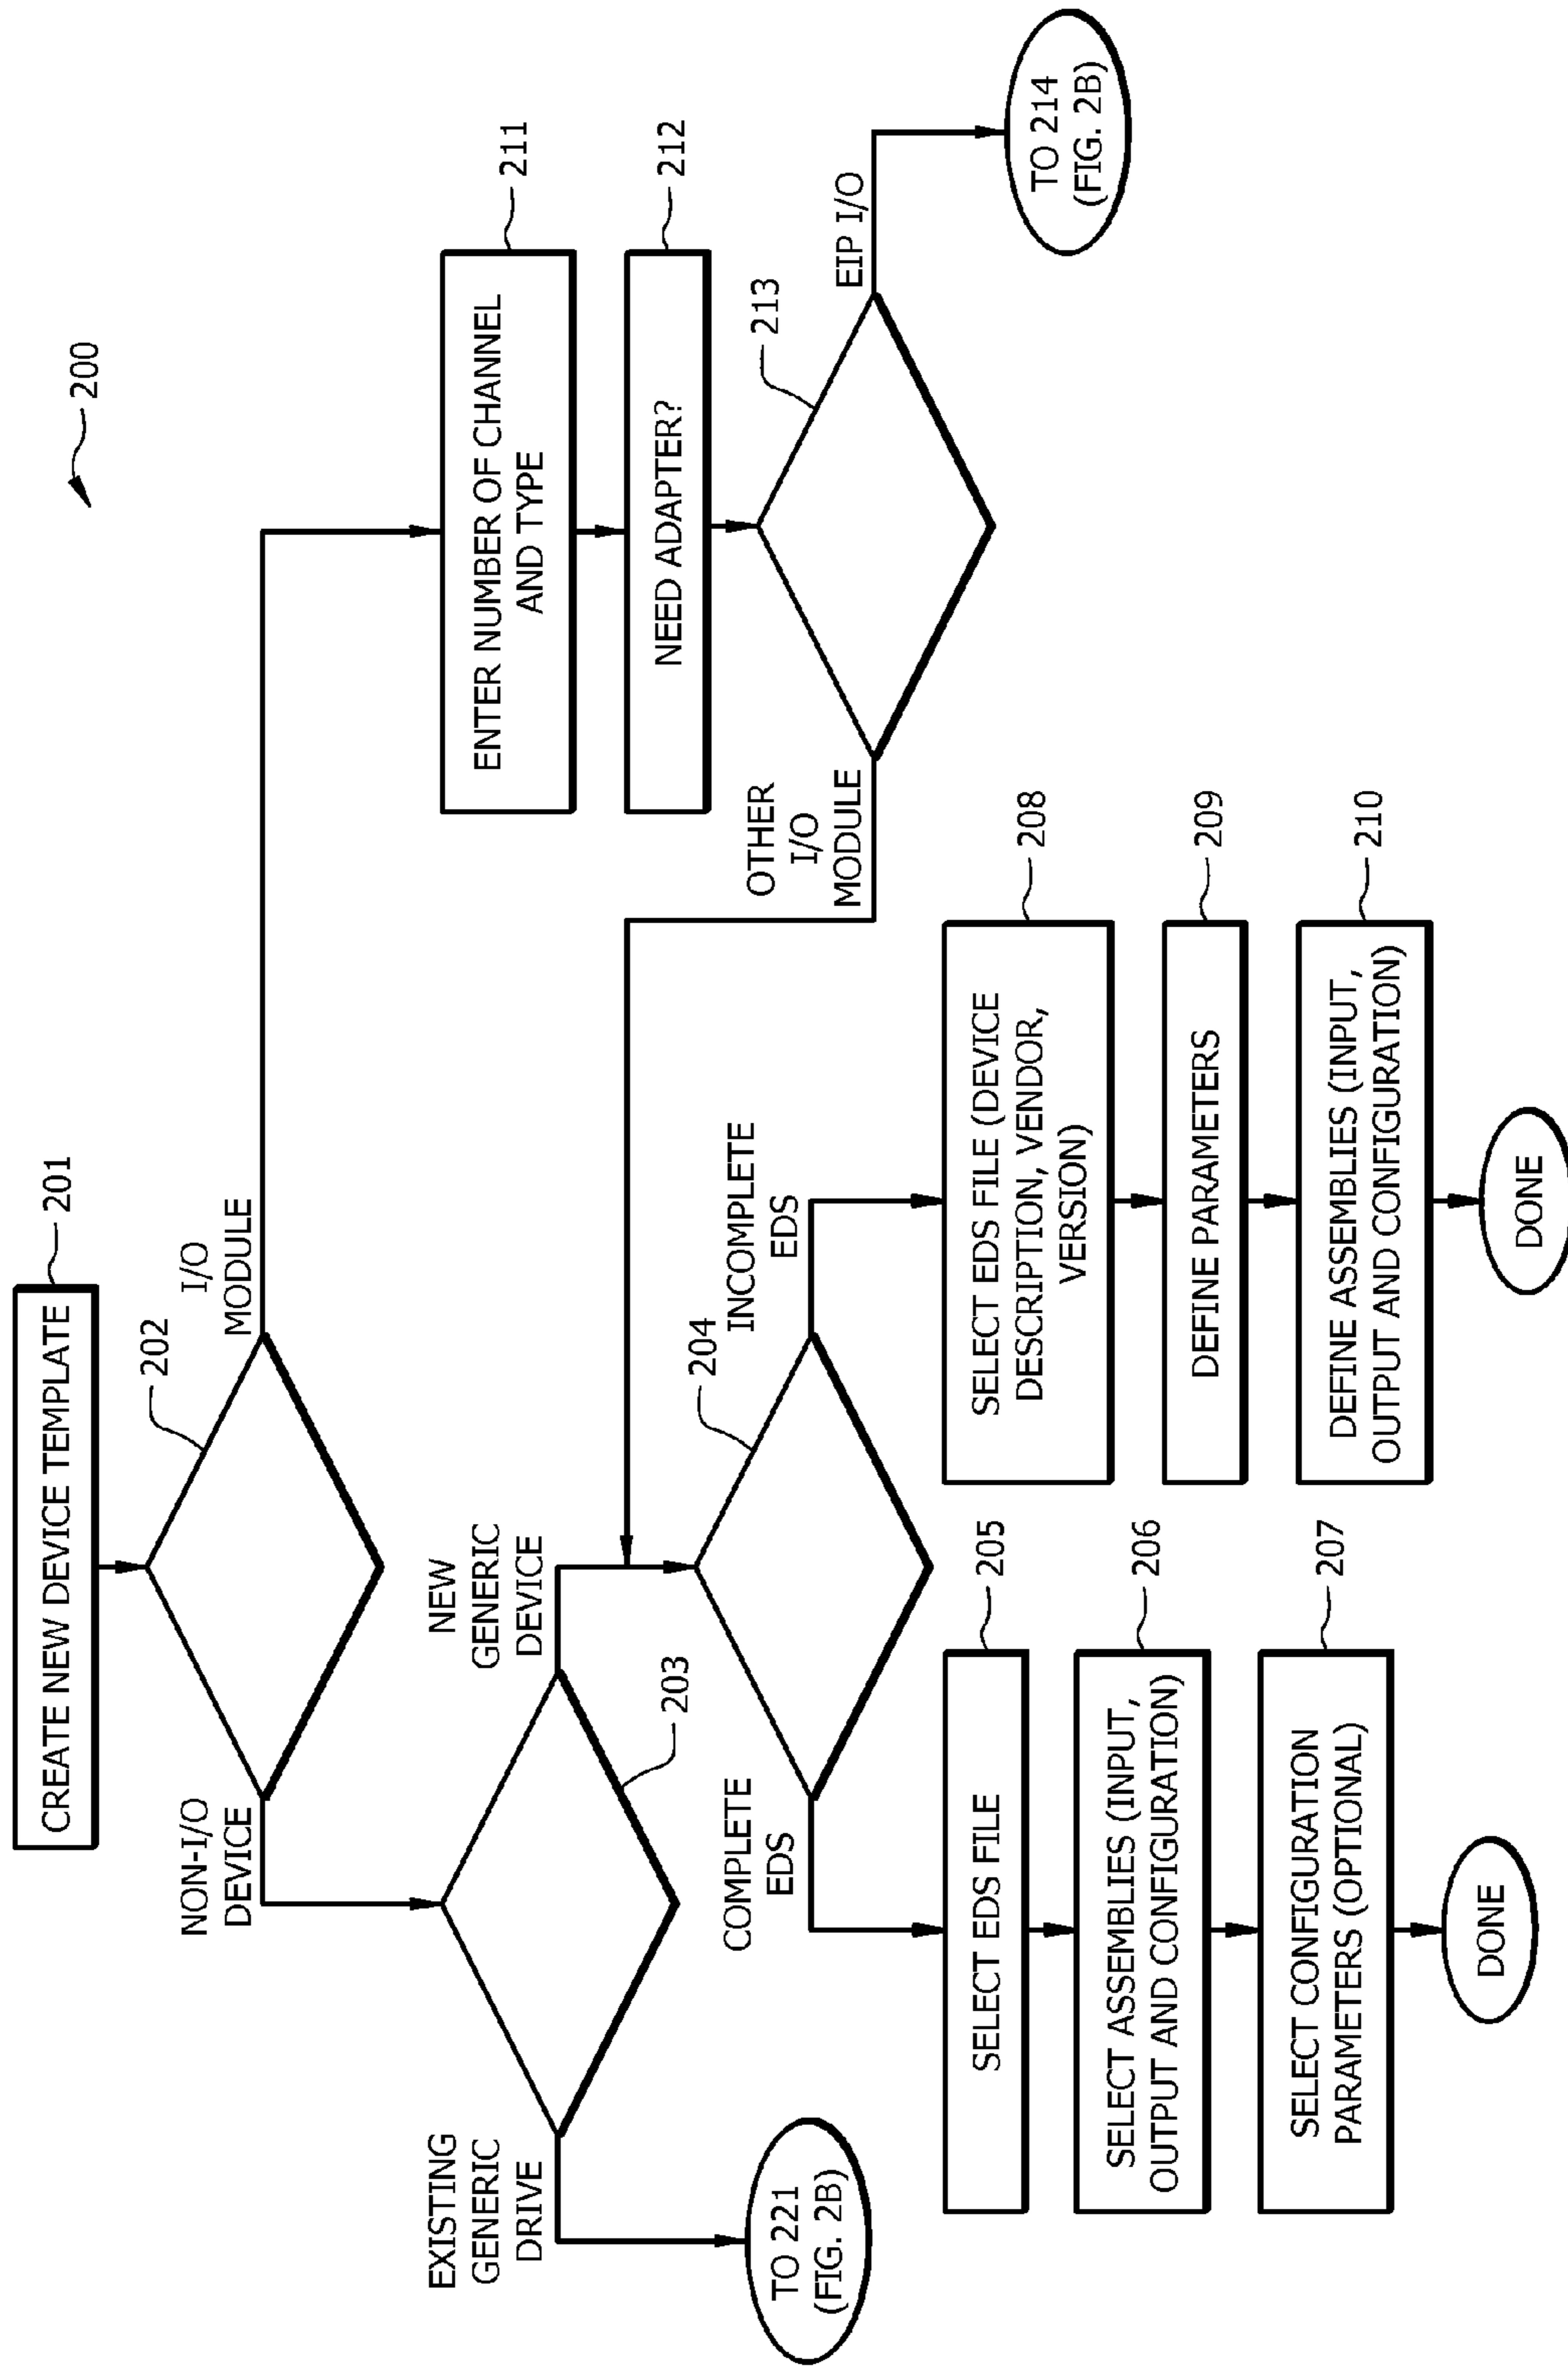 200
CREATE NEW DEVICE TEMPLATE
201
202
NON-I/O
DEVICE
I/O
MODULE
203
EXISTING
GENERIC
DRIVE
NEW
GENERIC
DEVICE
TO 221
(FIG. 2B)
204
COMPLETE
EDS
INCOMPLETE
EDS
SELECT EDS FILE
205
SELECT ASSEMBLIES (INPUT,
OUTPUT AND CONFIGURATION)
206
SELECT CONFIGURATION
PARAMETERS (OPTIONAL)
207
DONE
SELECT EDS FILE (DEVICE
DESCRIPTION, VENDOR,
VERSION)
208
DEFINE PARAMETERS
209
DEFINE ASSEMBLIES (INPUT,
OUTPUT AND CONFIGURATION)
210
DONE
ENTER NUMBER OF CHANNEL
AND TYPE
211
NEED ADAPTER?
212
213
OTHER
I/O
MODULE
EIP I/O
TO 214
(FIG. 2B)